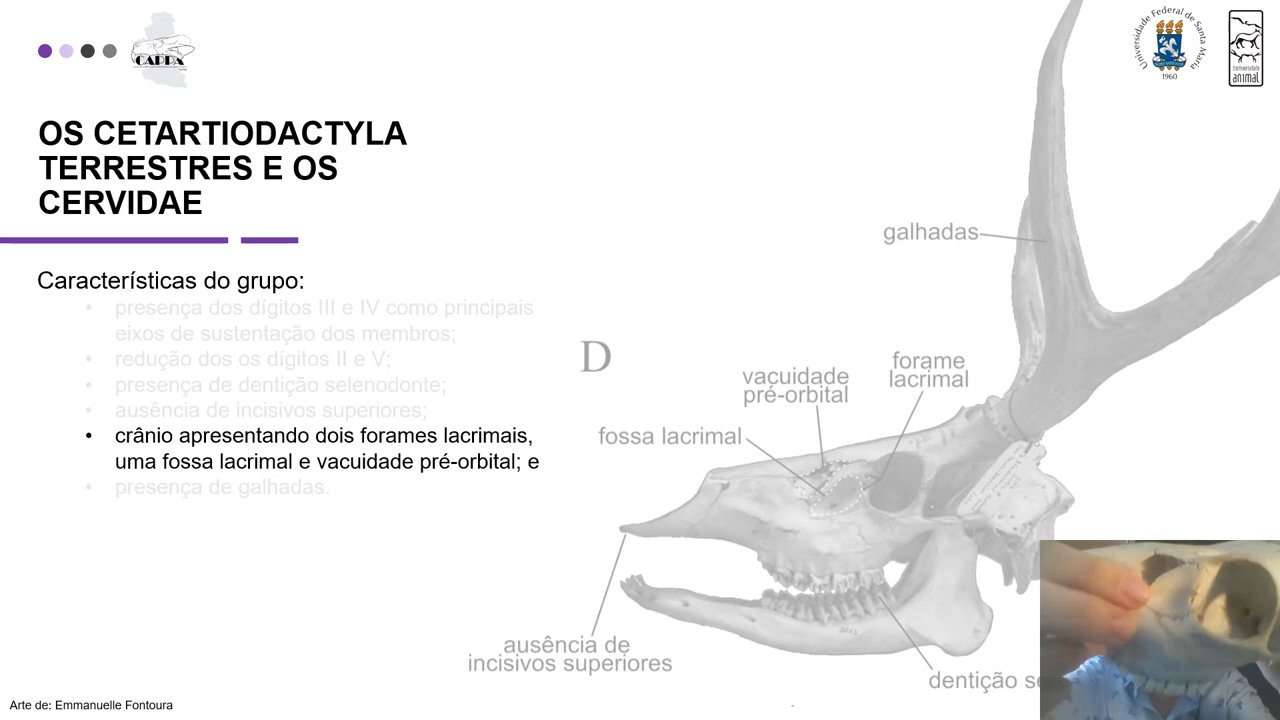 CAPPA
Universidade Federal de Santa Maria
1960
animal
OS CETARTIODACTYLA
TERRESTRES E OS
CERVIDAE
Características do grupo:
• presença dos dígitos III e IV como principais
eixos de sustentação dos membros;
• redução dos os dígitos II e V;
• presença de dentição selenodonte;
• ausência de incisivos superiores;
• crânio apresentando dois forames lacrimais,
uma fossa lacrimal e vacuidade pré-orbital; e
• presença de galhadas.
galhadas
D
forame
lacrimal
vacuidade
pré-orbital
fossa lacrimal
ausência de
incisivos superiores
dentição se
Arte de: Emmanuelle Fontoura